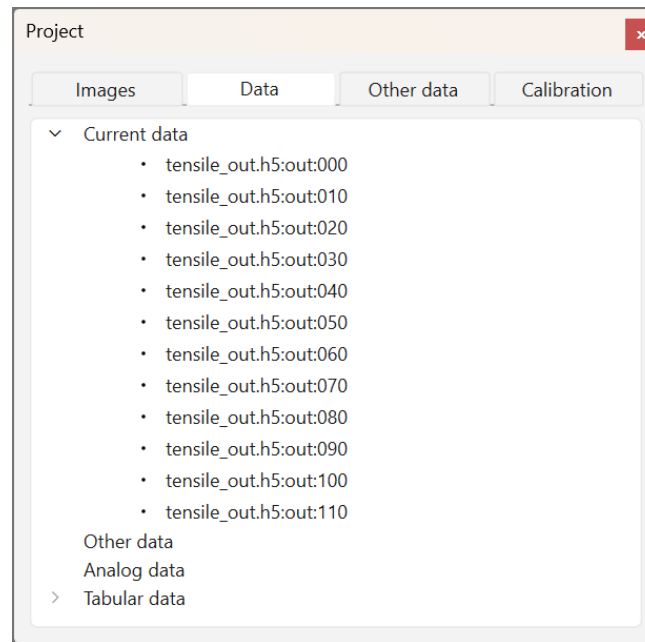 Project
Images Data Other data Calibration
Current data
tensile_out.h5:out:000
tensile_out.h5:out:010
tensile_out.h5:out:020
tensile_out.h5:out:030
tensile_out.h5:out:040
tensile_out.h5:out:050
tensile_out.h5:out:060
tensile_out.h5:out:070
tensile_out.h5:out:080
tensile_out.h5:out:090
tensile_out.h5:out:100
tensile_out.h5:out:110
Other data
Analog data
Tabular data